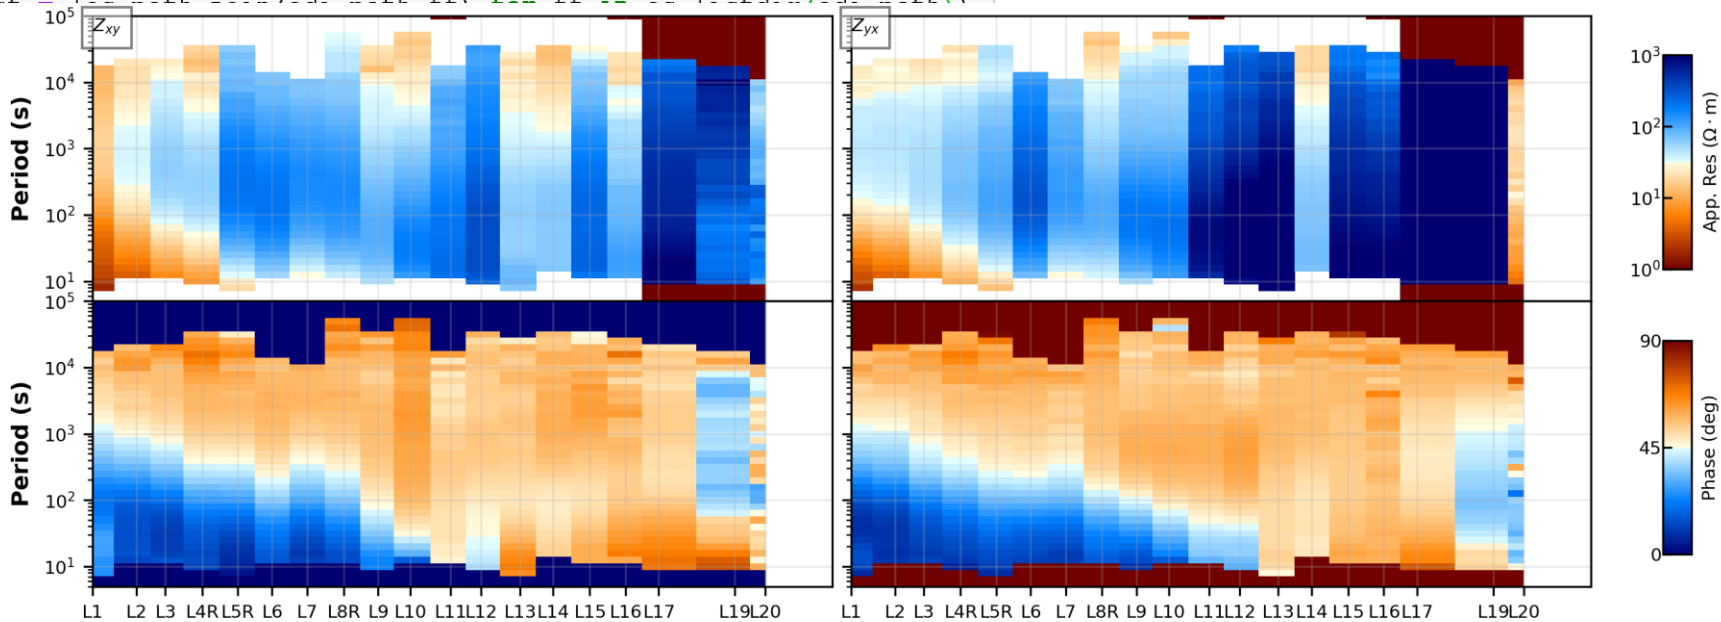 10^5
Z_xy
Z_yx
10^4
10^3
10^2
10^1
Period (s)
Period (s)
10^3
10^2
10^1
10^0
App. Res (Ω · m)
10^5
10^4
10^3
10^2
10^1
90
45
0
Phase (deg)
L1 L2 L3 L4R L5R L6 L7 L8R L9 L10 L11 L12 L13 L14 L15 L16 L17 L19 L20
L1 L2 L3 L4R L5R L6 L7 L8R L9 L10 L11 L12 L13 L14 L15 L16 L17 L19 L20